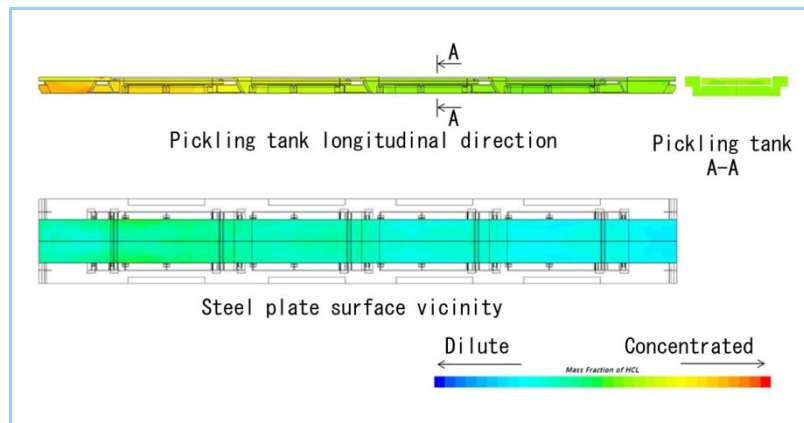 A
A
Pickling tank longitudinal direction
Pickling tank
A-A
Steel plate surface vicinity
Dilute
Concentrated
Mass Fraction of HCL